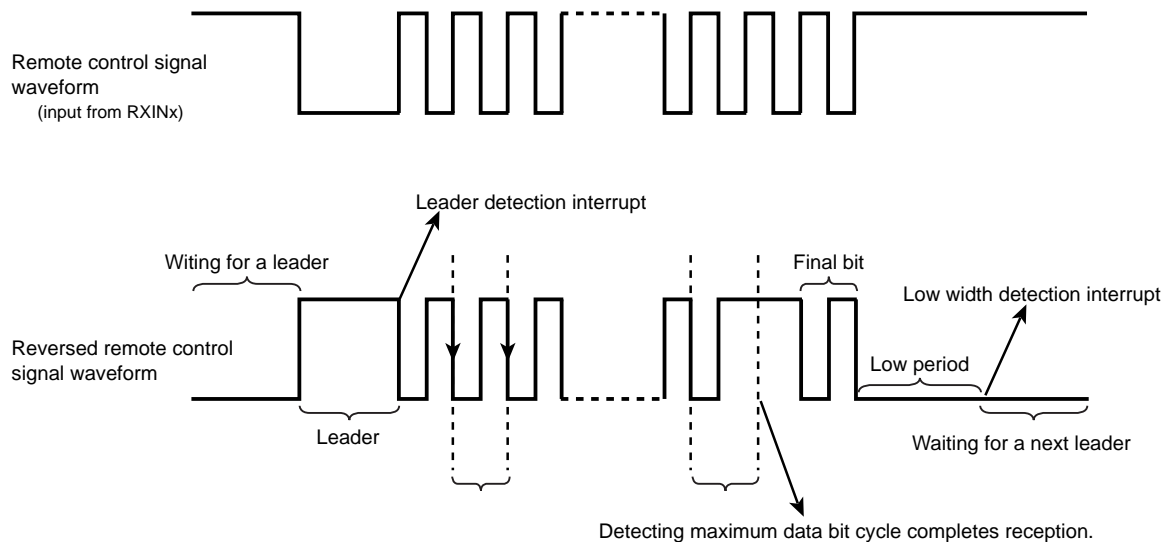 Remote control signal
waveform
(input from RXINx)
Leader detection interrupt
Witing for a leader
Final bit
Low width detection interrupt
Reversed remote control
signal waveform
Low period
Leader
Waiting for a next leader
Detecting maximum data bit cycle completes reception.